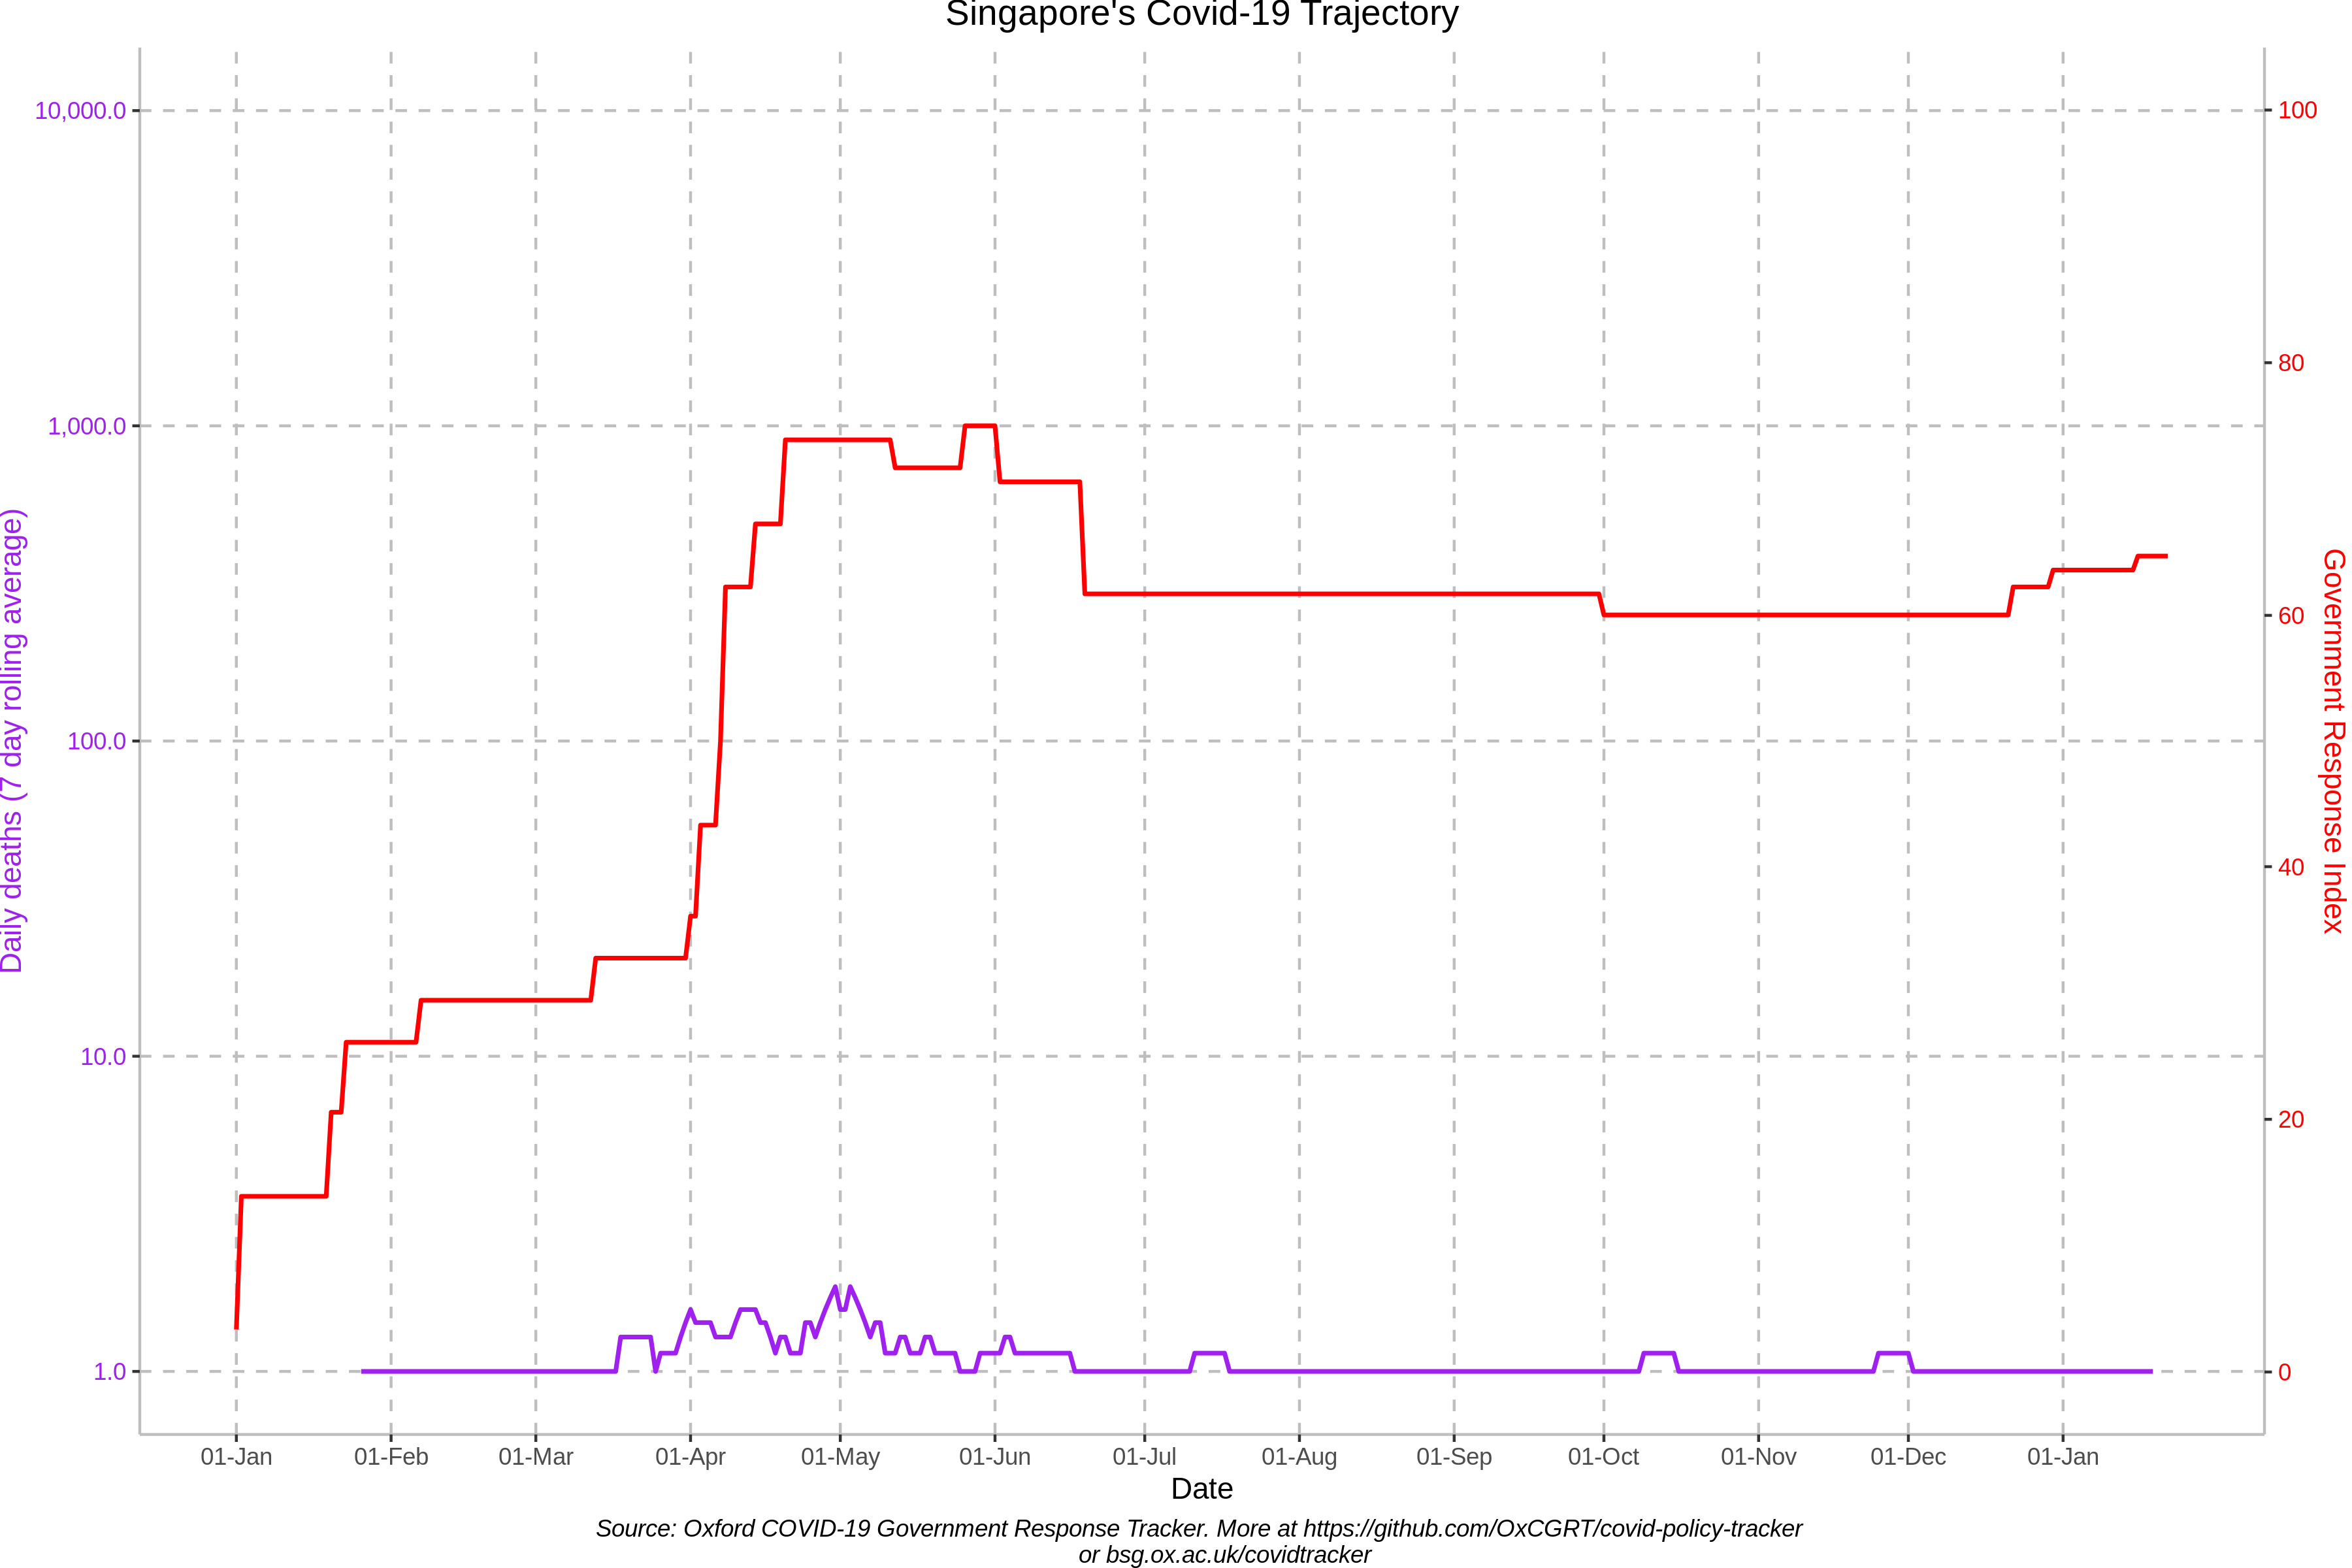 Singapore's Covid-19 Trajectory
10,000.0
1,000.0
100.0
10.0
1.0
Daily deaths (7 day rolling average)
100
80
60
40
20
0
Government Response Index
01-Jan 01-Feb 01-Mar 01-Apr 01-May 01-Jun 01-Jul 01-Aug 01-Sep 01-Oct 01-Nov 01-Dec 01-Jan
Date
Source: Oxford COVID-19 Government Response Tracker. More at https://github.com/OxCGRT/covid-policy-tracker
or bsg.ox.ac.uk/covidtracker